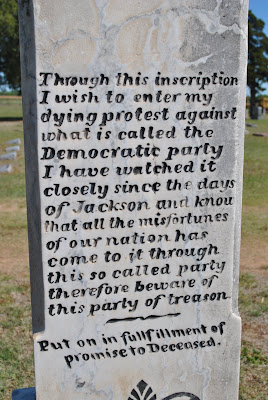 Through this inscription
I wish to enter my
dying protest against
what is called the
Democratic party
I have watched it
closely since the days
of Jackson and know
that all the misfortunes
of our nation has
come to it through
this so called party
therefore beware of
this party of treason.
Put on in fullfillment of
promise to Deceased.